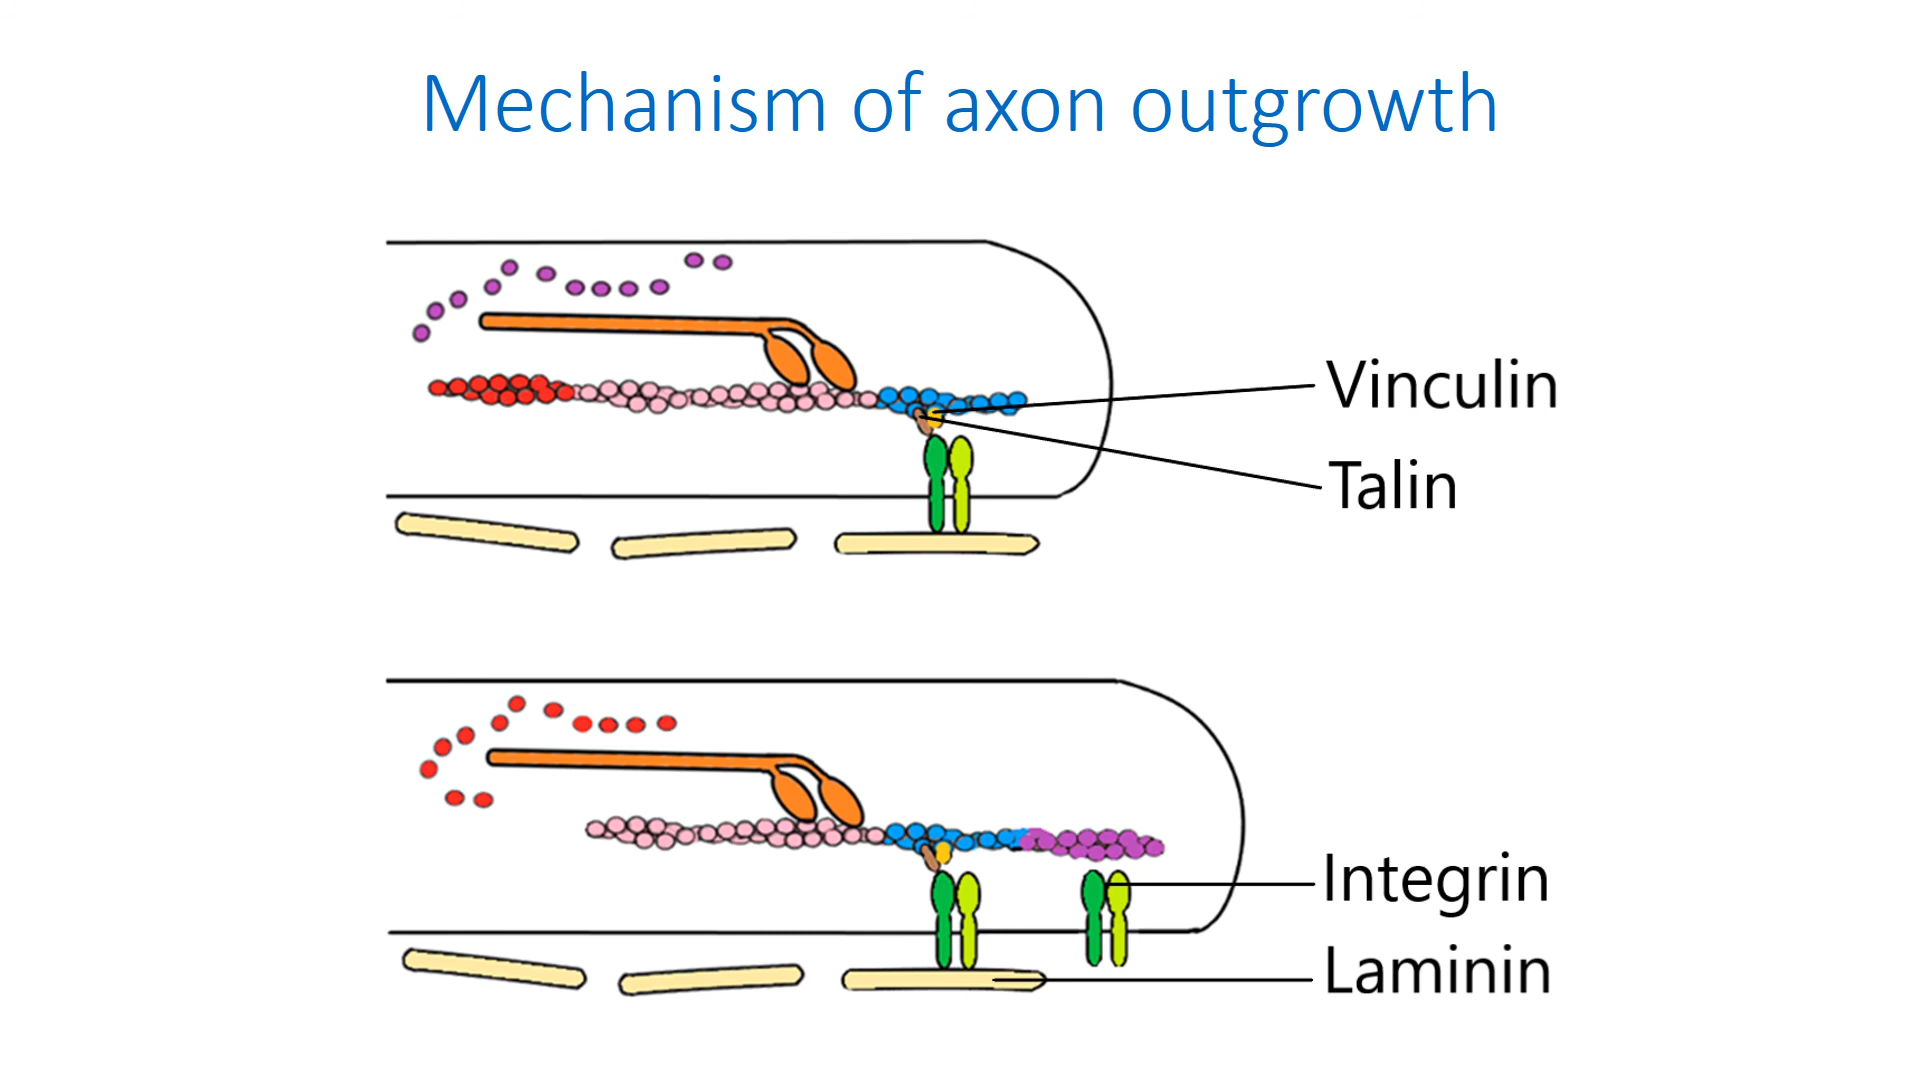 Mechanism of axon outgrowth
Vinculin
Talin
Integrin
Laminin